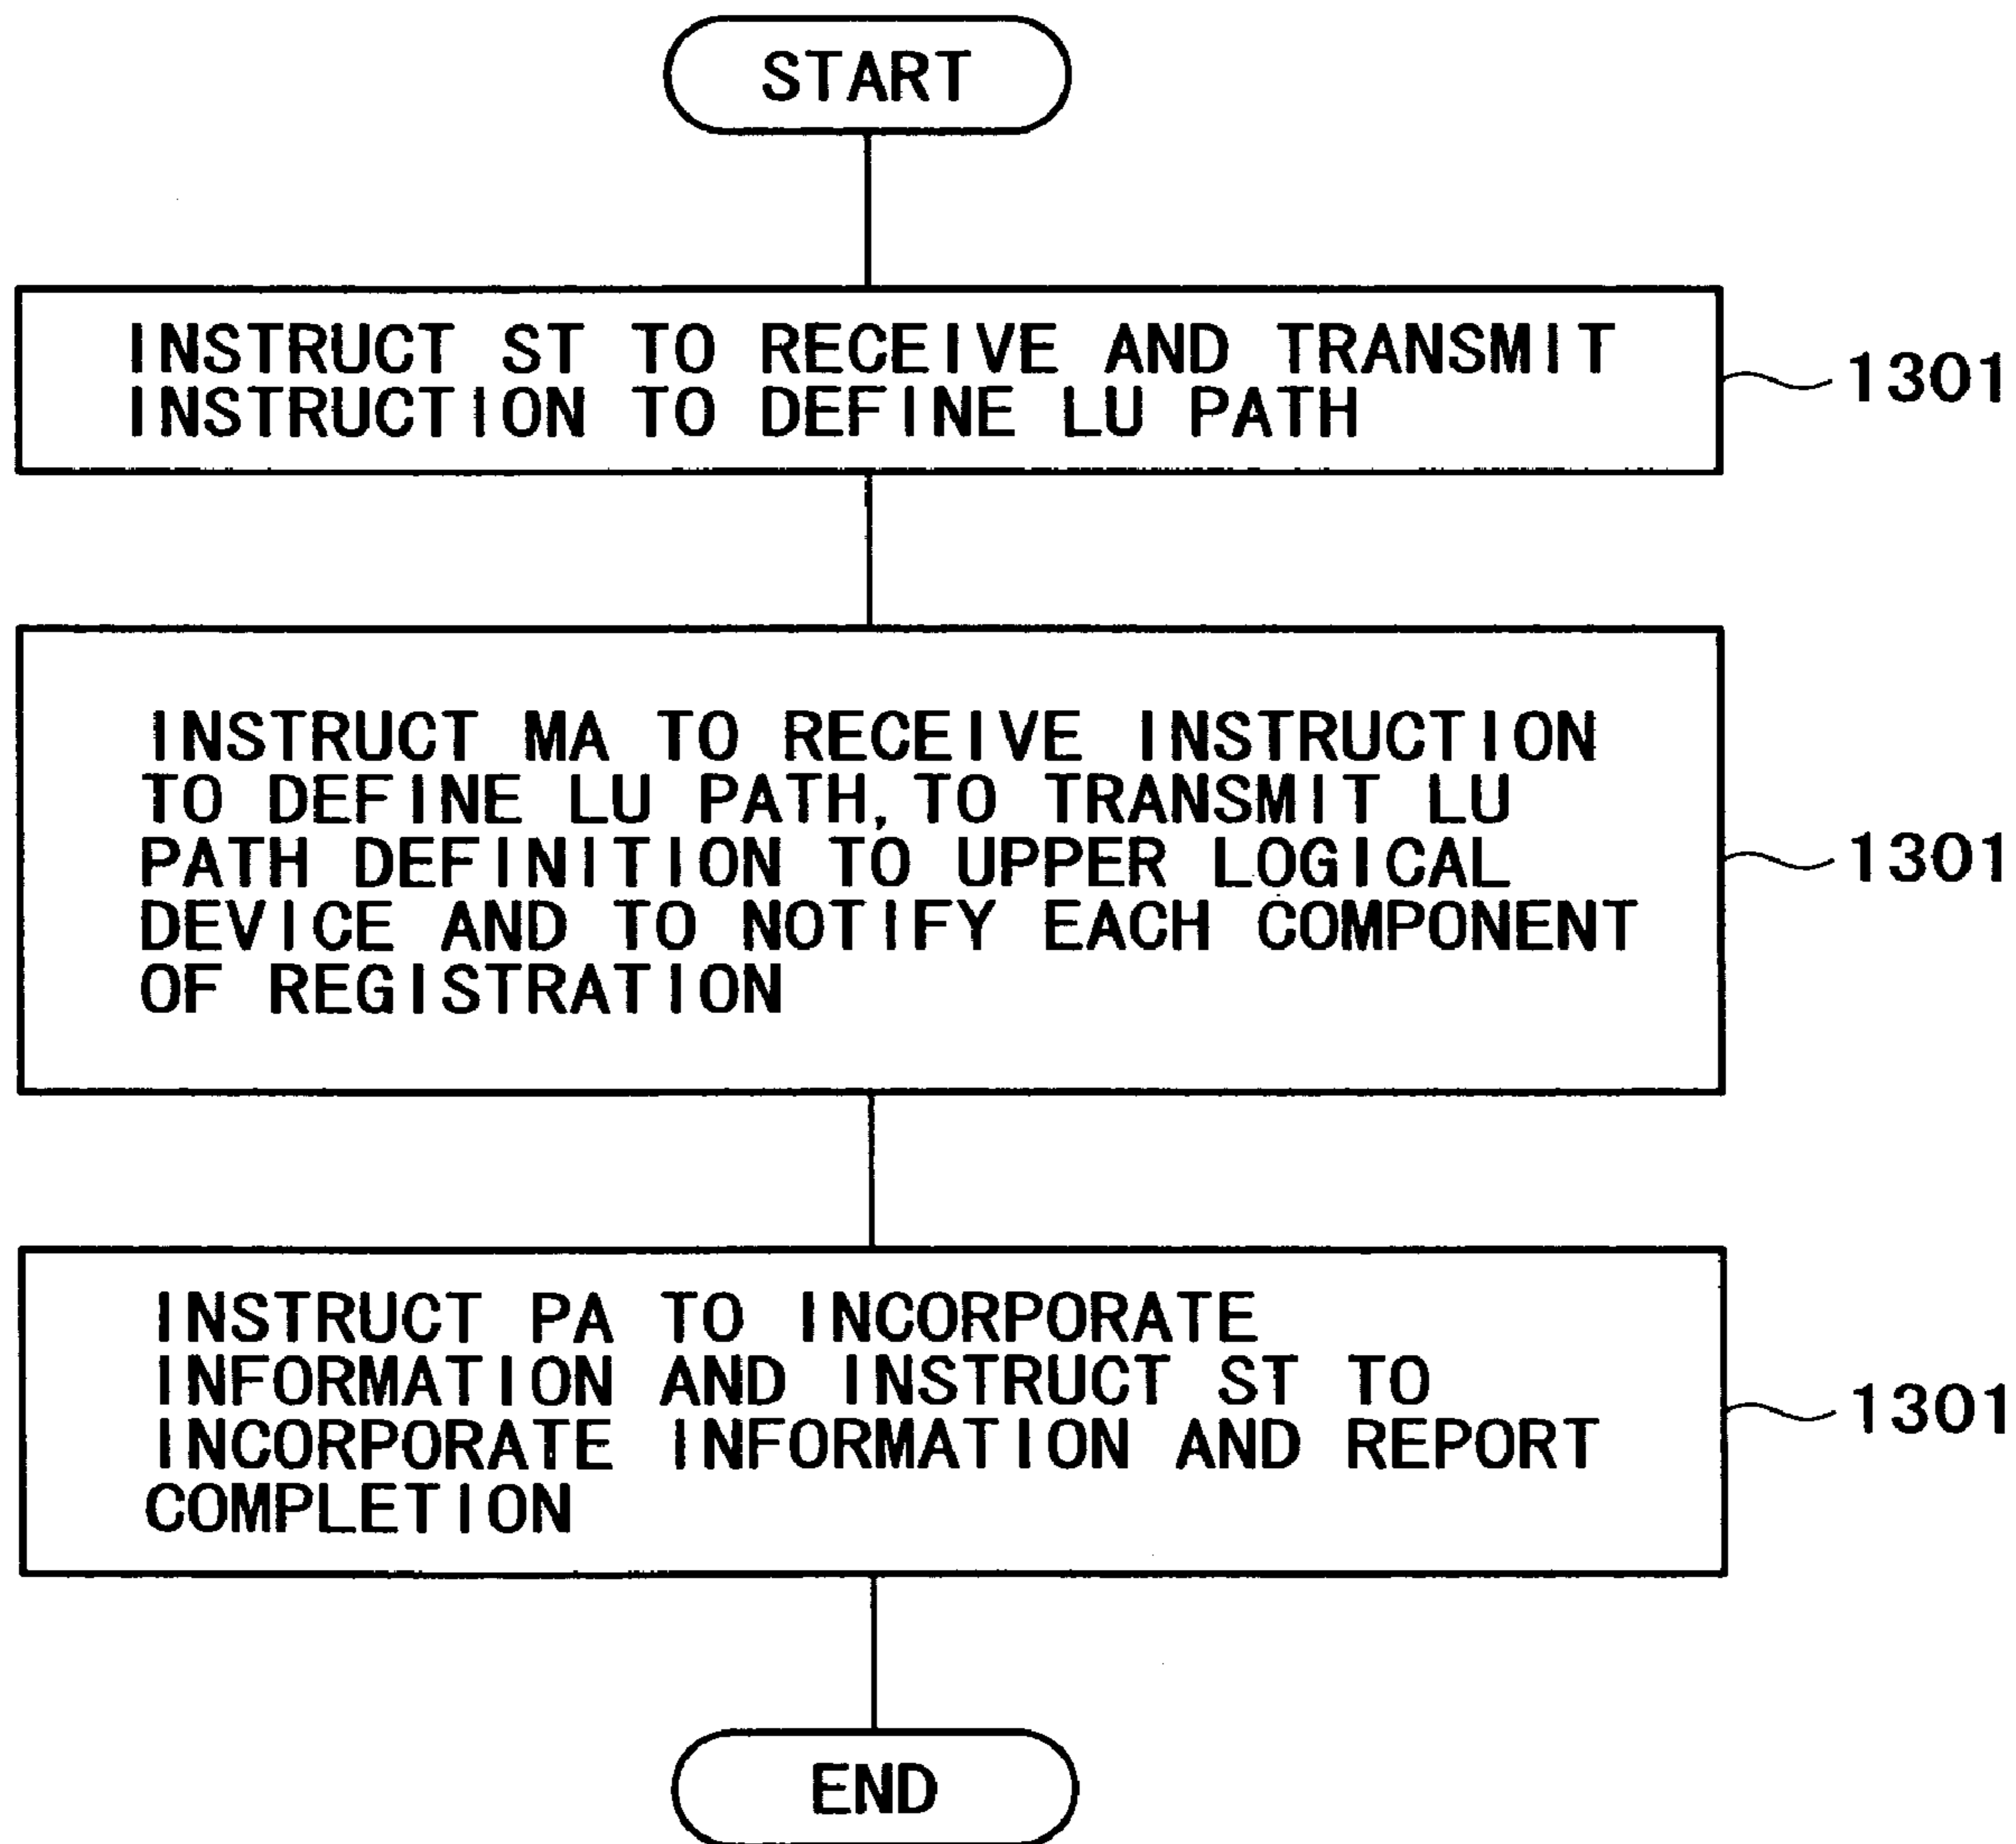 START
INSTRUCT ST TO RECEIVE AND TRANSMIT
INSTRUCTION TO DEFINE LU PATH
1301
INSTRUCT MA TO RECEIVE INSTRUCTION
TO DEFINE LU PATH, TO TRANSMIT LU
PATH DEFINITION TO UPPER LOGICAL
DEVICE AND TO NOTIFY EACH COMPONENT
OF REGISTRATION
1301
INSTRUCT PA TO INCORPORATE
INFORMATION AND INSTRUCT ST TO
INCORPORATE INFORMATION AND REPORT
COMPLETION
1301
END